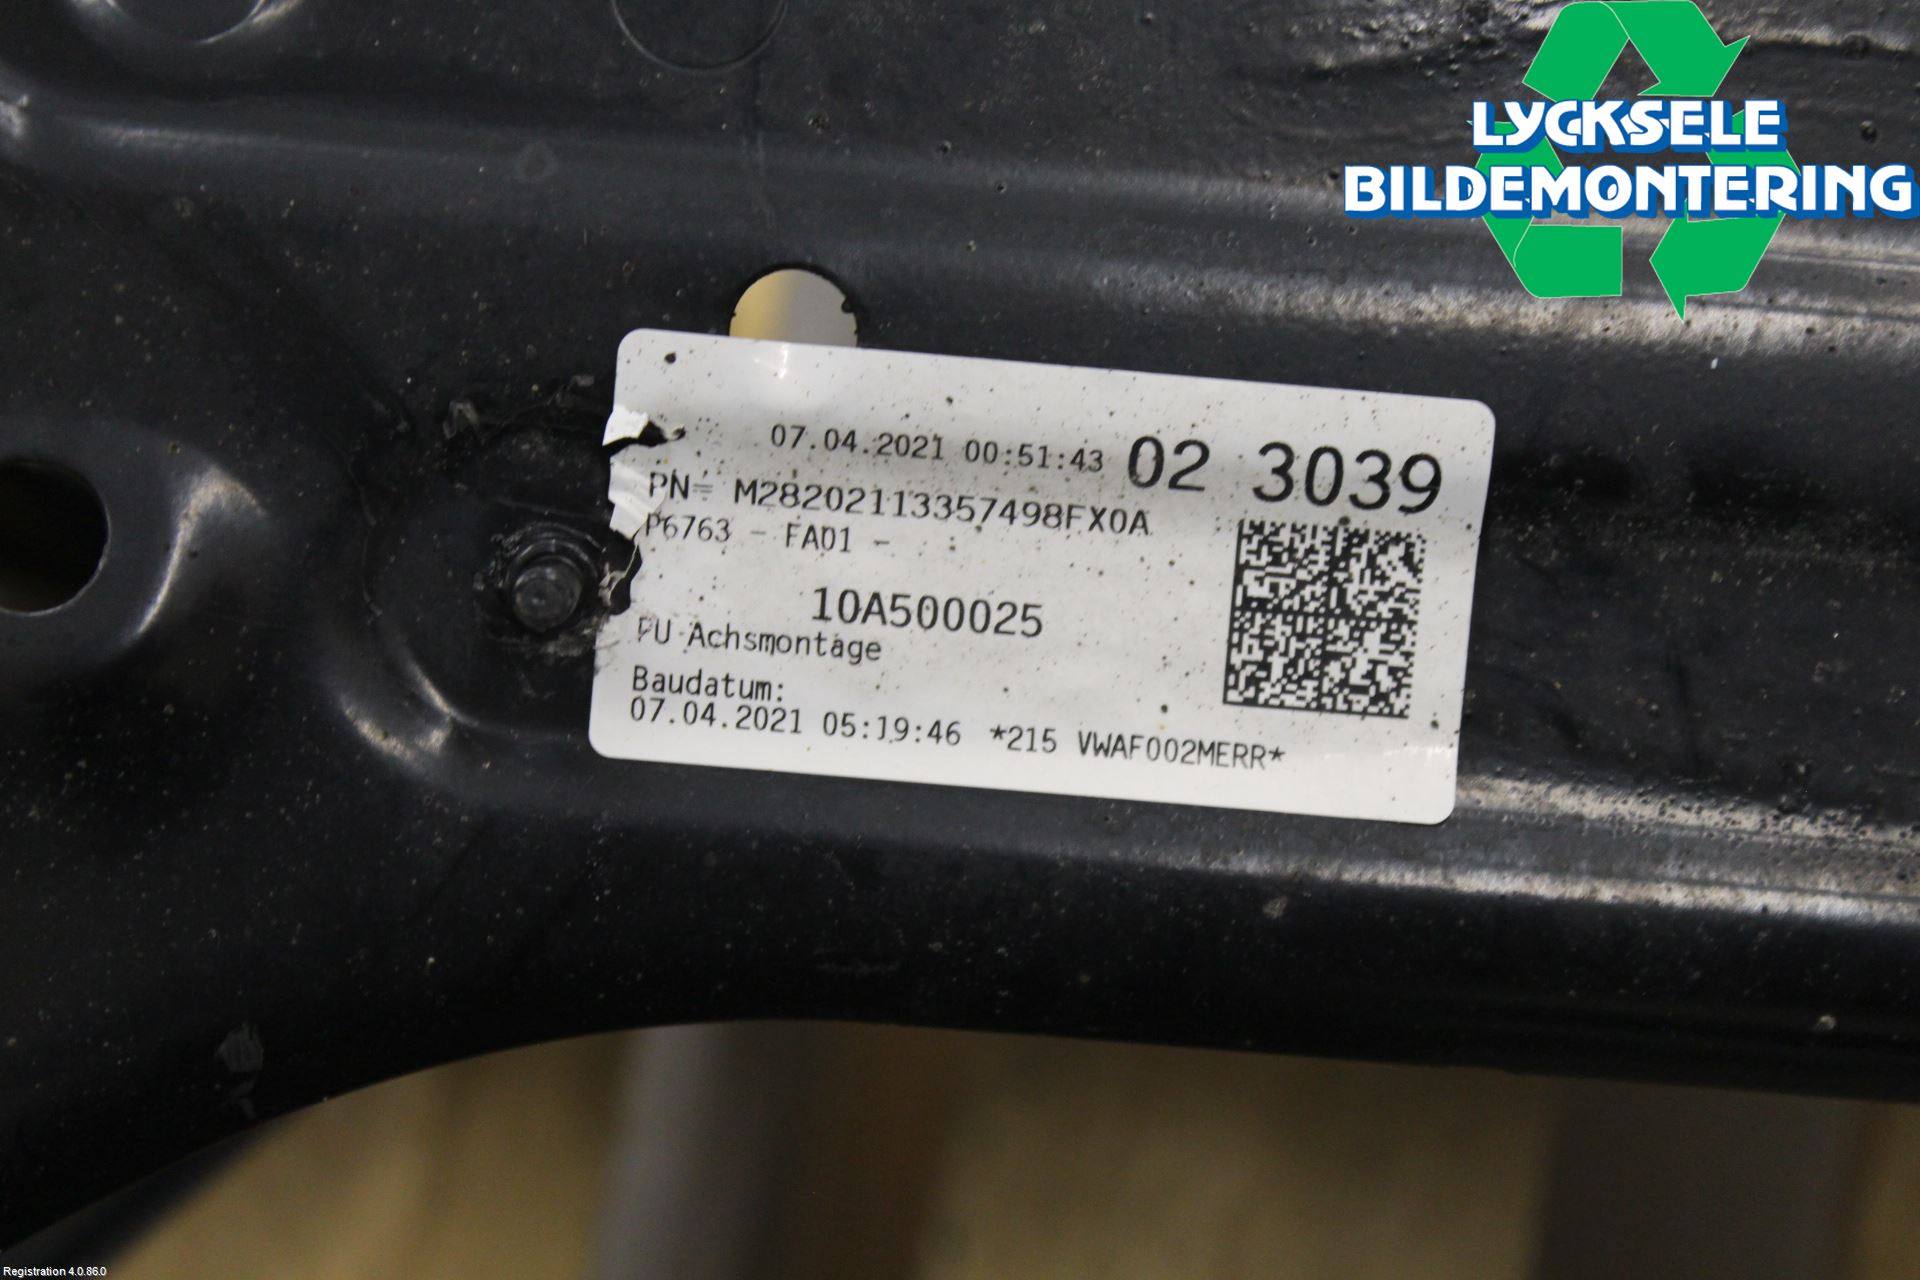 LYCKSELE
BILDEMONTERING
07.04.2021 00:51:43 02 3039
PN= M28202113357498FX0A
P6763 - FA01 -
10A500025
PU Achsmontage
Baudatum:
07.04.2021 05:19:46 *215 VWAF002MERR*
Registration 4.0.86.0